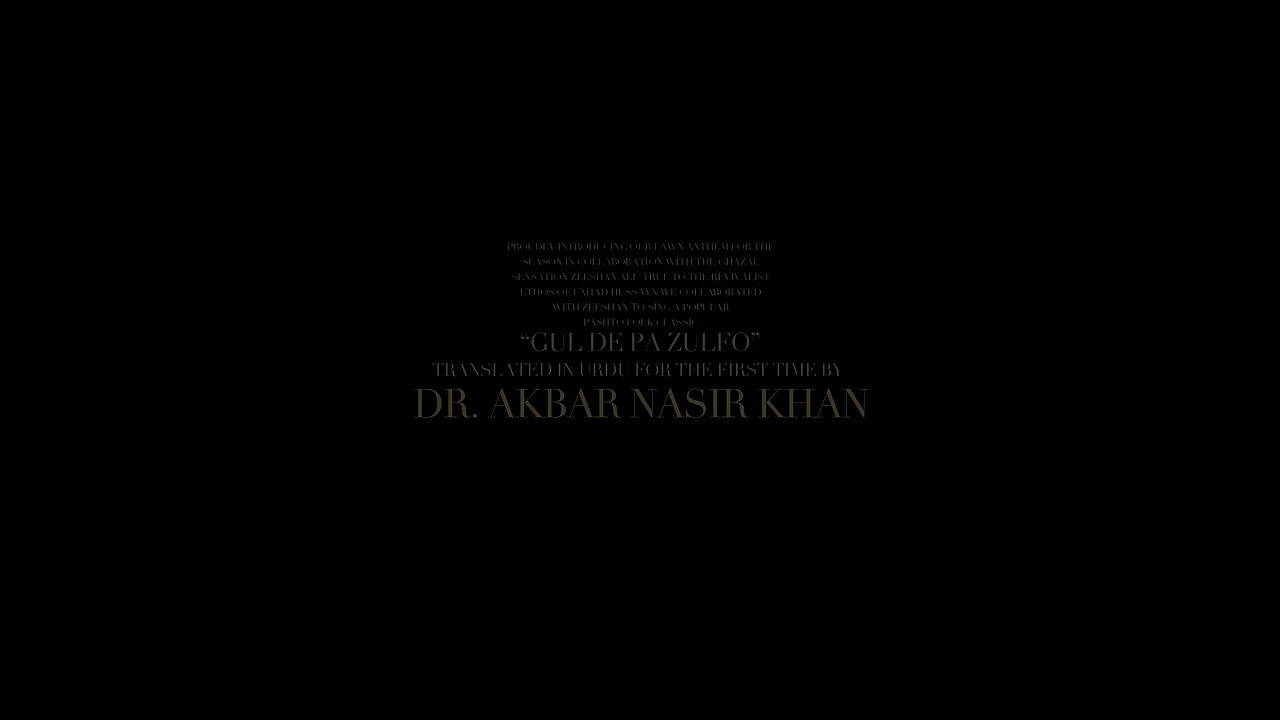 PROUDLY INTRODUCING OUR LAWN ANTHEM FOR THE
SEASON IN COLLABORATION WITH THE GHAZAL
SENSATION ZEESHAN ALI. TRUE TO THE REVIVALIST
ETHOS OF FAHAD HUSSAYN WE COLLABORATED
WITH ZEESHAN TO SING A POPULAR
PASHTO FOLK CLASSIC
“GUL DE PA ZULFO”
TRANSLATED IN URDU FOR THE FIRST TIME BY
DR. AKBAR NASIR KHAN